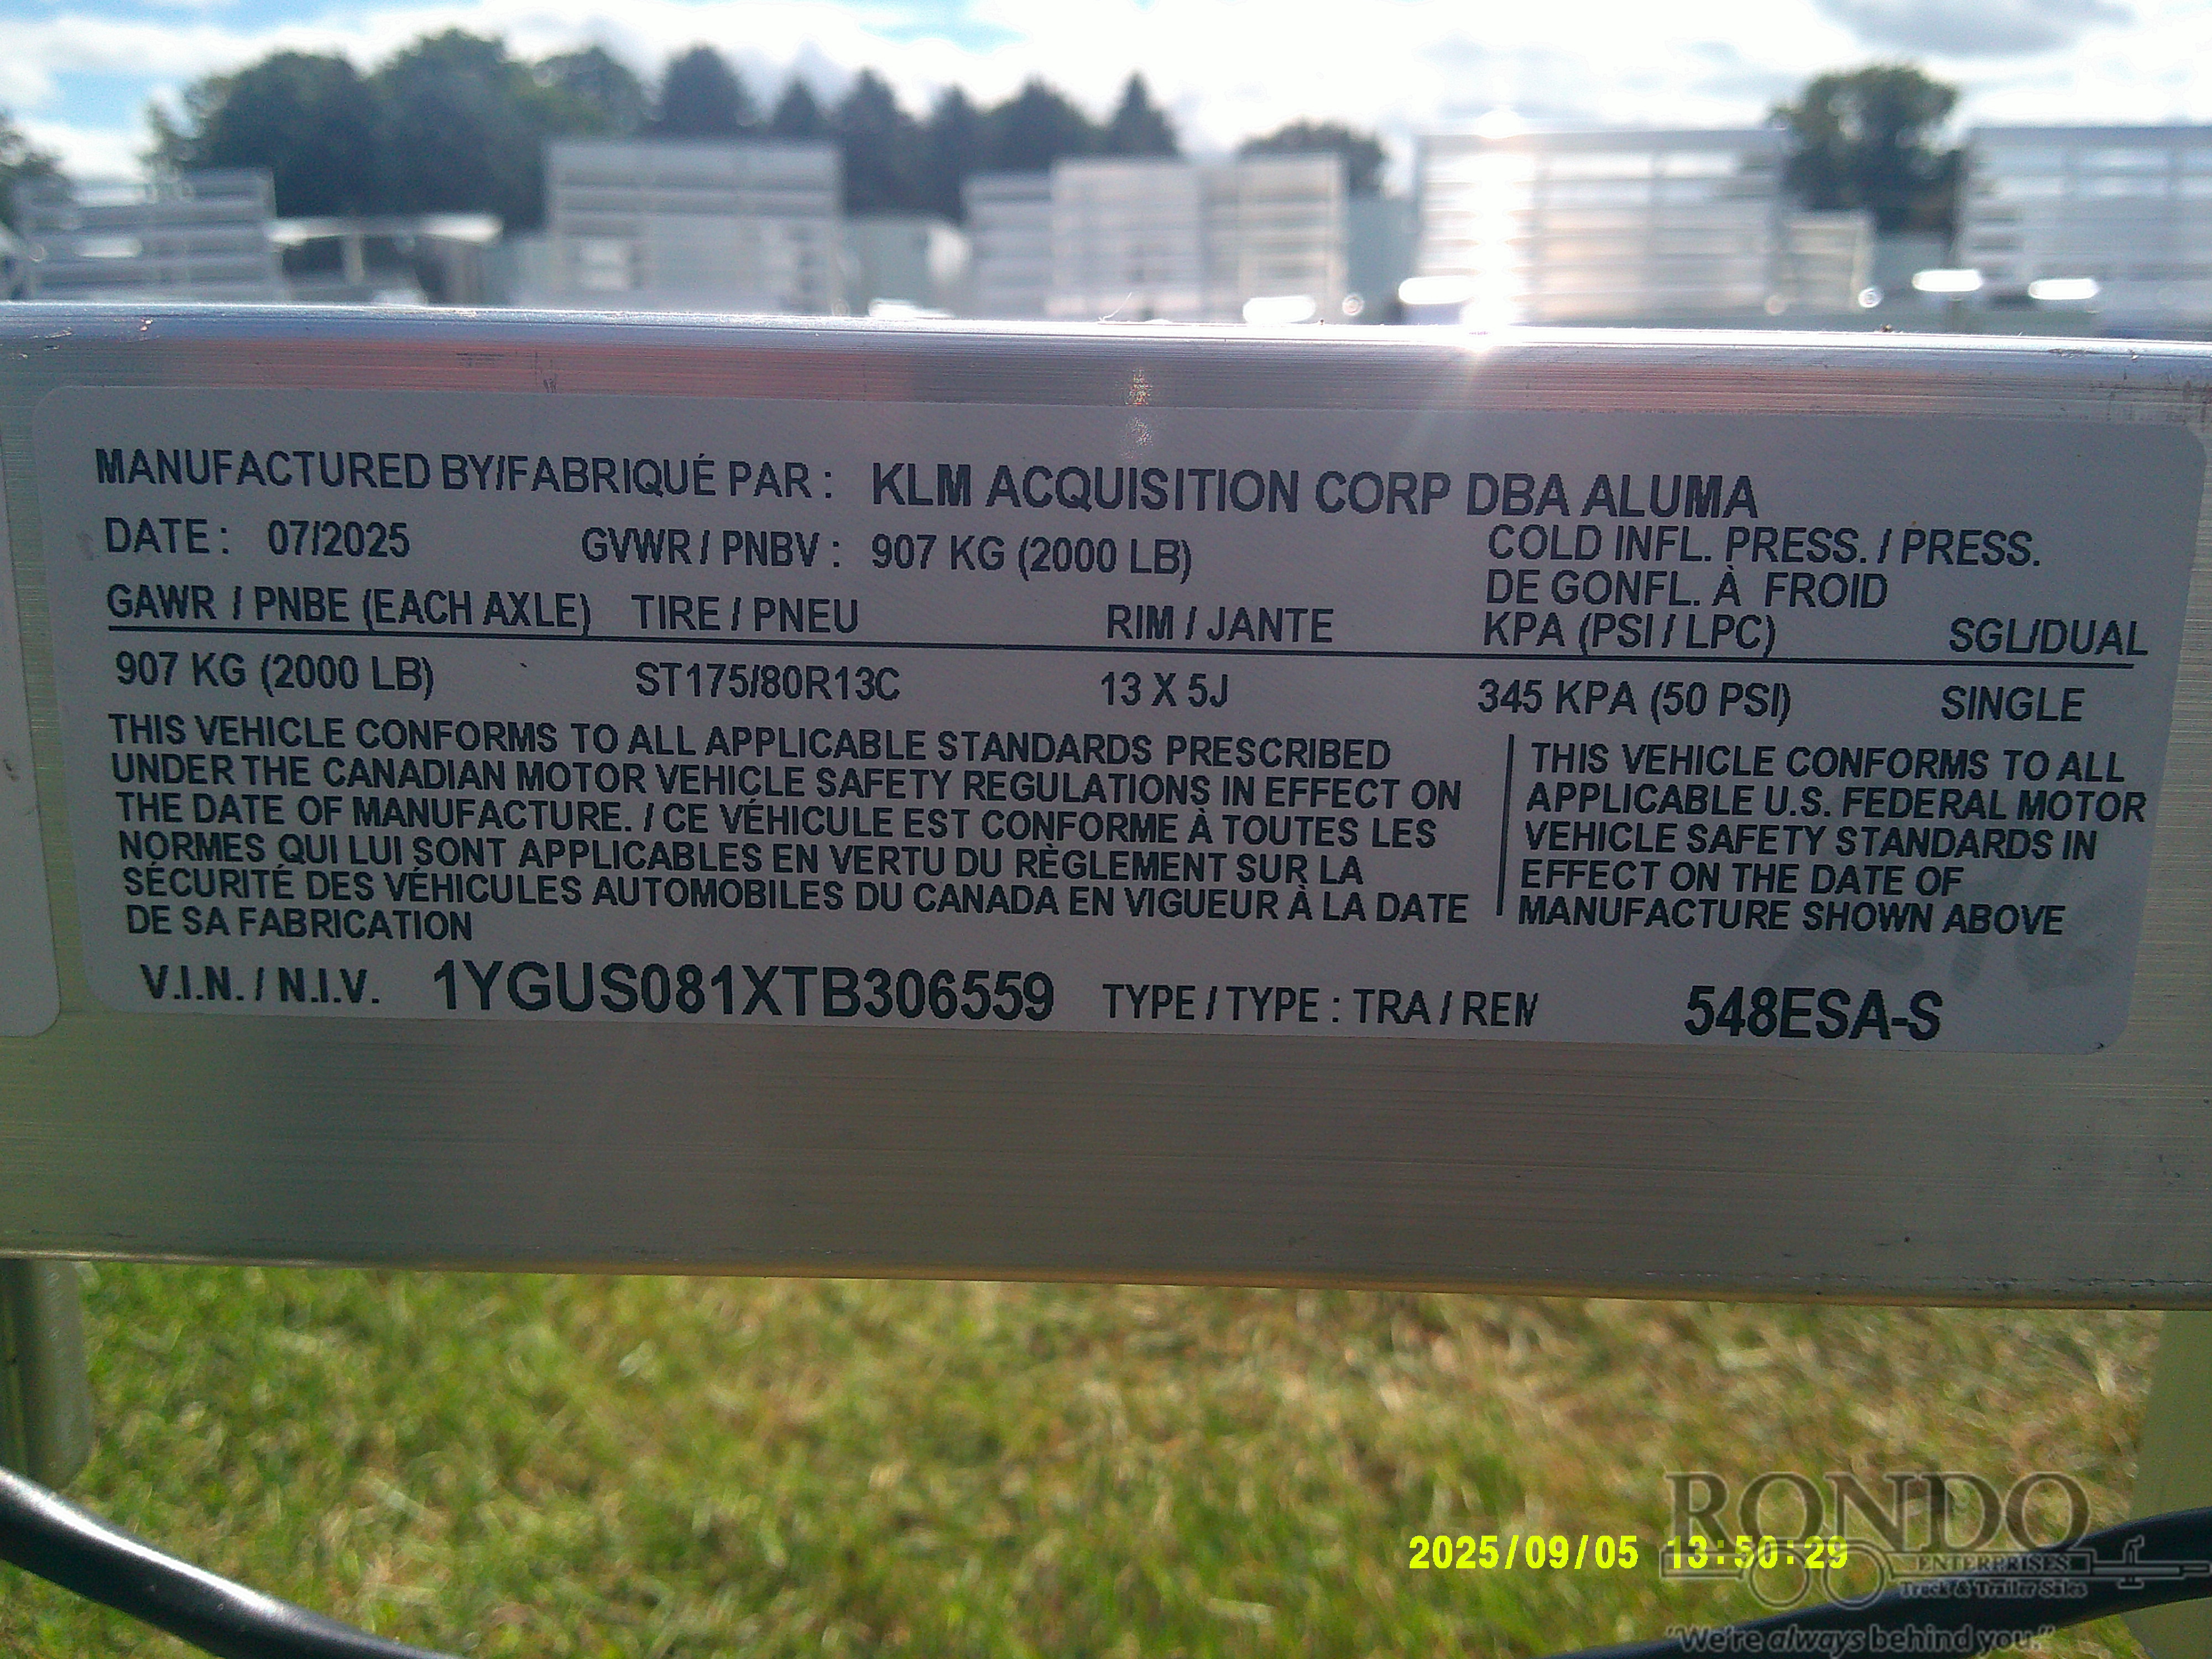 MANUFACTURED BY/FABRIQUÉ PAR : KLM ACQUISITION CORP DBA ALUMA
DATE : 07/2025 GVWR / PNBV : 907 KG (2000 LB)
COLD INFL. PRESS. / PRESS.
DE GONFL. À FROID
GAWR / PNBE (EACH AXLE) TIRE / PNEU RIM / JANTE KPA (PSI / LPC) SGL/DUAL
907 KG (2000 LB) ST175/80R13C 13 X 5J 345 KPA (50 PSI) SINGLE
THIS VEHICLE CONFORMS TO ALL APPLICABLE STANDARDS PRESCRIBED
UNDER THE CANADIAN MOTOR VEHICLE SAFETY REGULATIONS IN EFFECT ON
THE DATE OF MANUFACTURE. / CE VÉHICULE EST CONFORME À TOUTES LES
NORMES QUI LUI SONT APPLICABLES EN VERTU DU RÈGLEMENT SUR LA
SÉCURITÉ DES VÉHICULES AUTOMOBILES DU CANADA EN VIGUEUR À LA DATE
DE SA FABRICATION
THIS VEHICLE CONFORMS TO ALL
APPLICABLE U.S. FEDERAL MOTOR
VEHICLE SAFETY STANDARDS IN
EFFECT ON THE DATE OF
MANUFACTURE SHOWN ABOVE
V.I.N. / N.I.V. 1YGUS081XTB306559 TYPE / TYPE : TRA / REM 548ESA-S
2025/09/05 13:50:29
RONDO
ENTERPRISES
Truck & Trailer Sales
"We're always behind you."